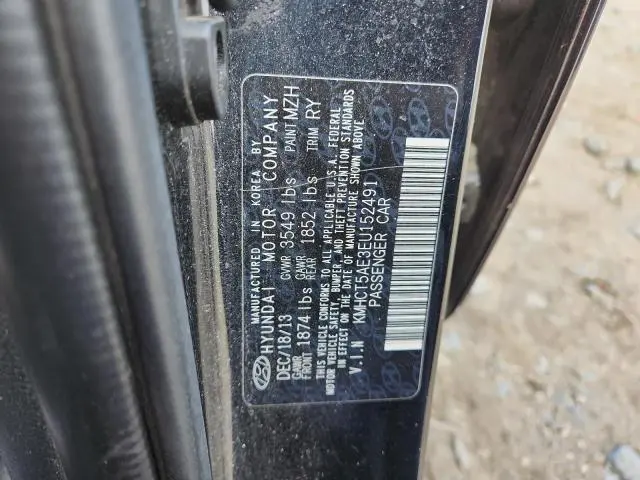 MANUFACTURED IN KOREA BY
HYUNDAI MOTOR COMPANY
DEC/18/13 GVWR 3549 lbs PAINT MZH
GAWR FRONT 1874 lbs GAWR REAR 1852 lbs TRIM RY
THIS VEHICLE CONFORMS TO ALL APPLICABLE U.S.A. FEDERAL
MOTOR VEHICLE SAFETY, BUMPER, AND THEFT PREVENTION STANDARDS
IN EFFECT ON THE DATE OF MANUFACTURE SHOWN ABOVE.
V.I.N KMHCT5AE3EU162491
PASSENGER CAR